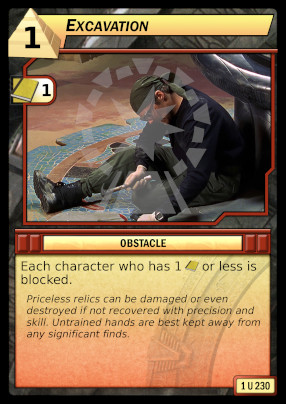 1
EXCAVATION
1
OBSTACLE
Each character who has 1 or less is
blocked.
Priceless relics can be damaged or even
destroyed if not recovered with precision and
skill. Untrained hands are best kept away from
any significant finds.
1 U 230